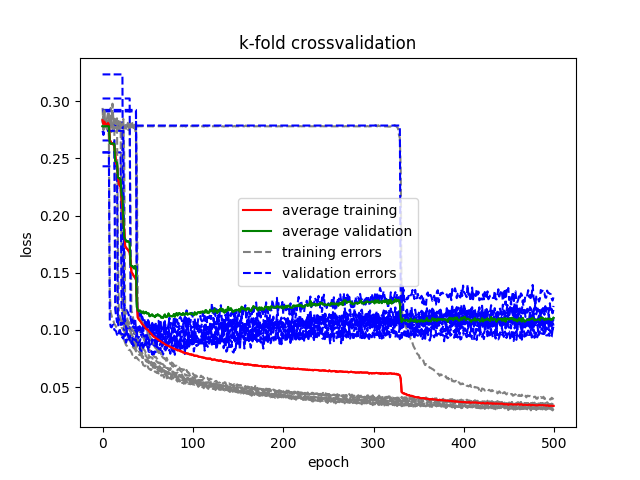 k-fold crossvalidation
loss
0.30
0.25
0.20
0.15
0.10
0.05
average training
average validation
training errors
validation errors
0 100 200 300 400 500
epoch